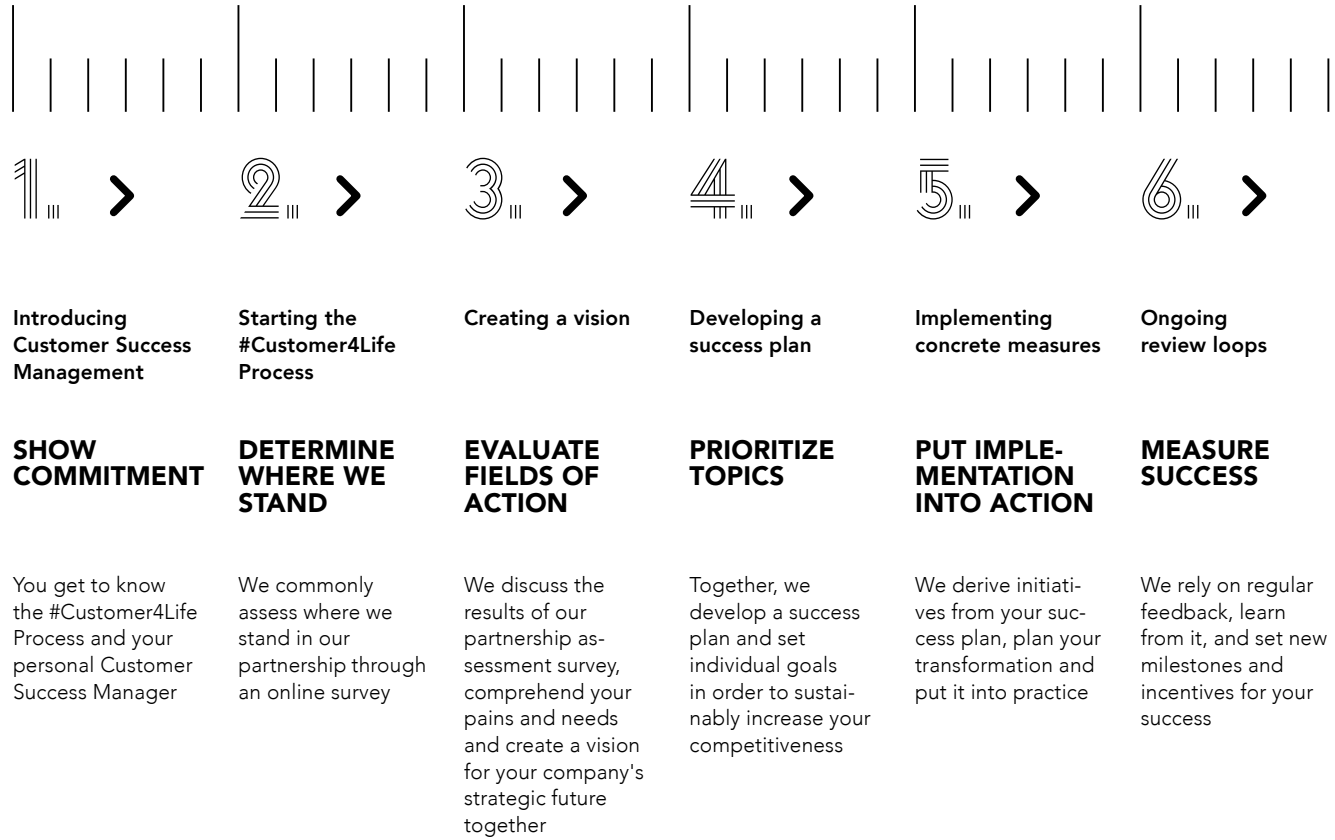 1.
Introducing
Customer Success
Management
SHOW
COMMITMENT
You get to know
the #Customer4Life
Process and your
personal Customer
Success Manager
2.
Starting the
#Customer4Life
Process
DETERMINE
WHERE WE
STAND
We commonly
assess where we
stand in our
partnership through
an online survey
3.
Creating a vision
EVALUATE
FIELDS OF
ACTION
We discuss the
results of our
partnership as-
sessment survey,
comprehend your
pains and needs
and create a vision
for your company's
strategic future
together
4.
Developing a
success plan
PRIORITIZE
TOPICS
Together, we
develop a success
plan and set
individual goals
in order to sustai-
nably increase your
competitiveness
5.
Implementing
concrete measures
PUT IMPLE-
MENTATION
INTO ACTION
We derive initiati-
ves from your suc-
cess plan, plan your
transformation and
put it into practice
6.
Ongoing
review loops
MEASURE
SUCCESS
We rely on regular
feedback, learn
from it, and set new
milestones and
incentives for your
success